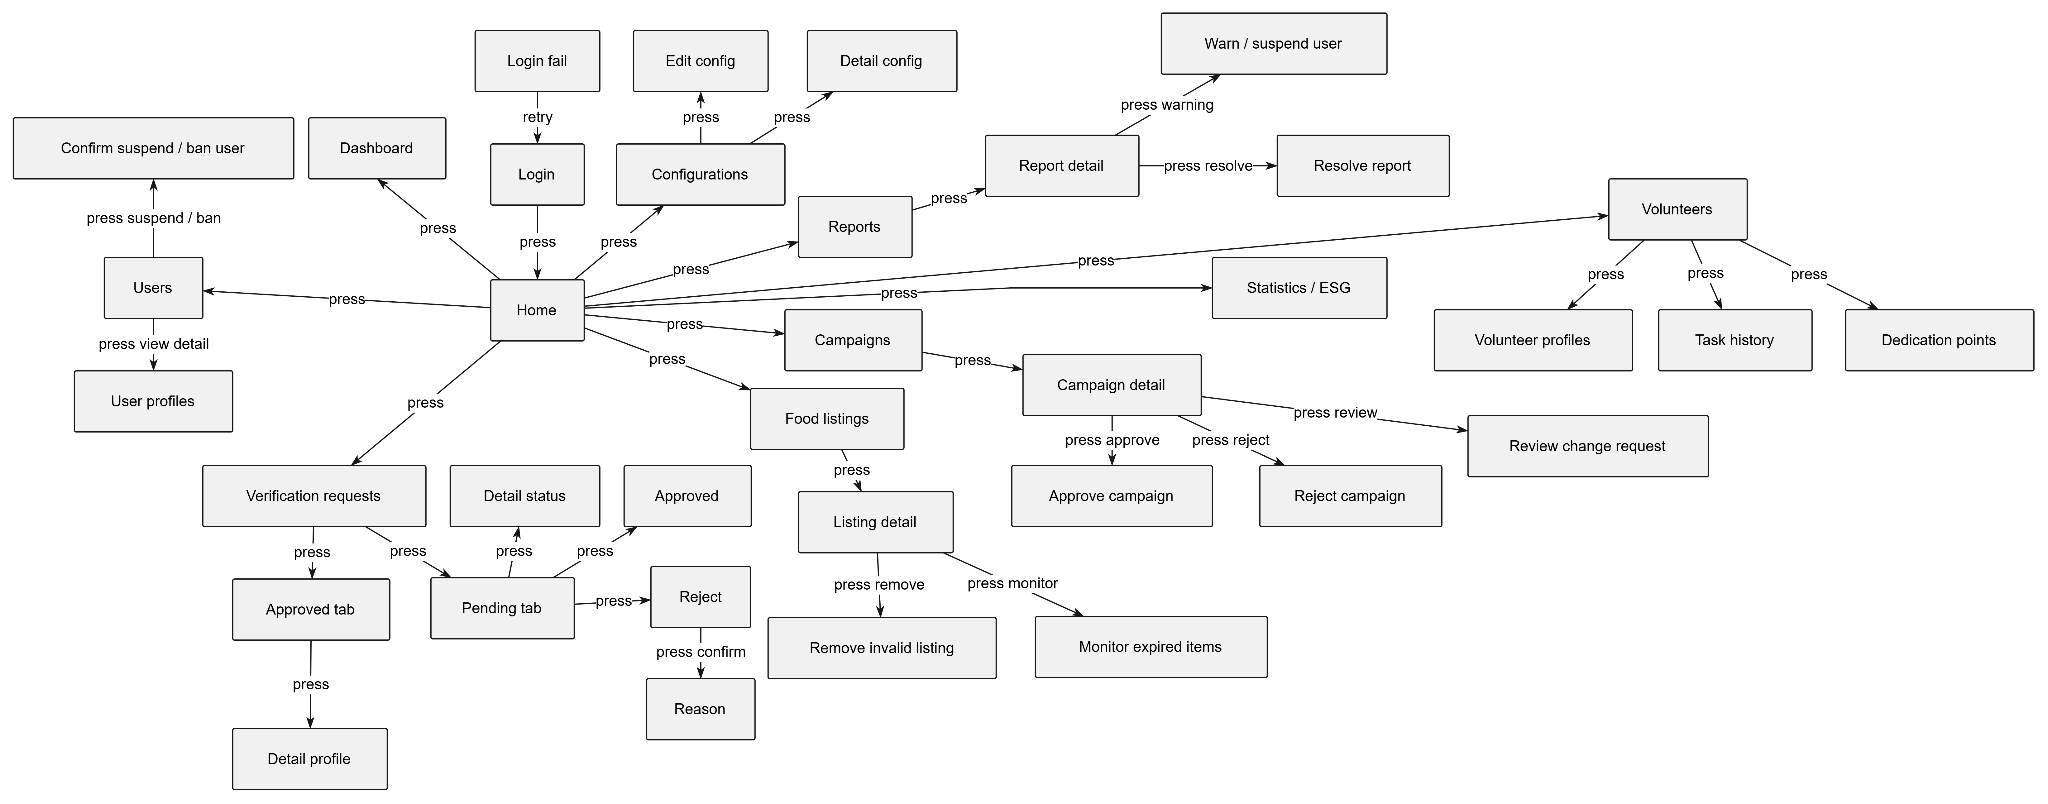 Warn / suspend user
Login fail
Edit config
Detail config
press warning
retry
press
press
Confirm suspend / ban user
Dashboard
Login
Configurations
Report detail
press resolve
Resolve report
press
Reports
Volunteers
press suspend / ban
press
press
press
press
press
press
press
press
Users
press
Home
press
Statistics / ESG
press
Campaigns
Volunteer profiles
Task history
Dedication points
press view detail
press
press
Campaign detail
User profiles
press
Food listings
press review
press approve
press reject
Review change request
press
Verification requests
Detail status
Approved
Approve campaign
Reject campaign
Listing detail
press
press
press
press
press remove
press monitor
Approved tab
Pending tab
press
Reject
Remove invalid listing
Monitor expired items
press confirm
press
Reason
Detail profile